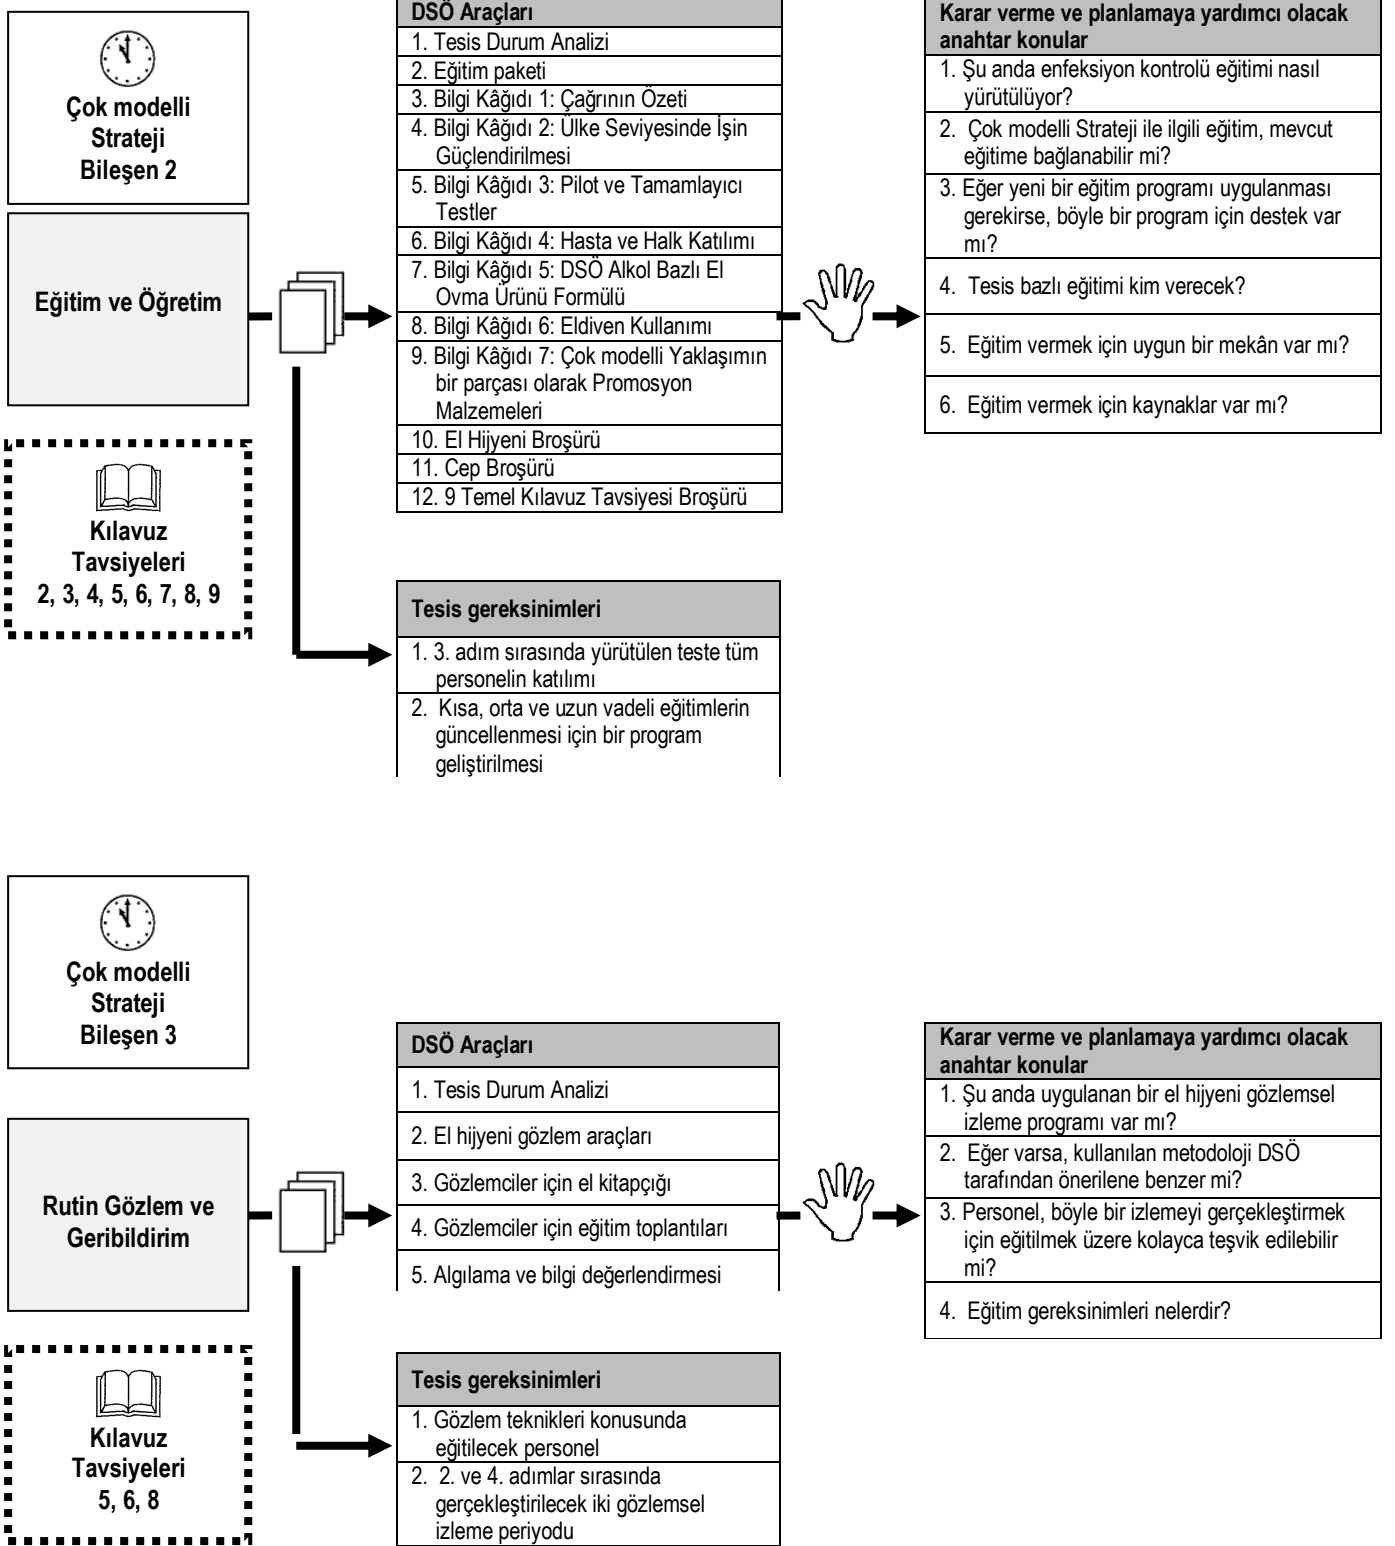 Çok modelli
Strateji
Bileşen 2
Eğitim ve Öğretim
Kılavuz
Tavsiyeleri
2, 3, 4, 5, 6, 7, 8, 9
DSÖ Araçları
1. Tesis Durum Analizi
2. Eğitim paketi
3. Bilgi Kâğıdı 1: Çağrının Özeti
4. Bilgi Kâğıdı 2: Ülke Seviyesinde İşin
Güçlendirilmesi
5. Bilgi Kâğıdı 3: Pilot ve Tamamlayıcı
Testler
6. Bilgi Kâğıdı 4: Hasta ve Halk Katılımı
7. Bilgi Kâğıdı 5: DSÖ Alkol Bazlı El
Ovma Ürünü Formülü
8. Bilgi Kâğıdı 6: Eldiven Kullanımı
9. Bilgi Kâğıdı 7: Çok modelli Yaklaşımın
bir parçası olarak Promosyon
Malzemeleri
10. El Hijyeni Broşürü
11. Cep Broşürü
12. 9 Temel Kılavuz Tavsiyesi Broşürü
Tesis gereksinimleri
1. 3. adım sırasında yürütülen teste tüm
personelin katılımı
2. Kısa, orta ve uzun vadeli eğitimlerin
güncellenmesi için bir program
geliştirilmesi
Karar verme ve planlamaya yardımcı olacak
anahtar konular
1. Şu anda enfeksiyon kontrolü eğitimi nasıl
yürütülüyor?
2. Çok modelli Strateji ile ilgili eğitim, mevcut
eğitime bağlanabilir mi?
3. Eğer yeni bir eğitim programı uygulanması
gerekirse, böyle bir program için destek var
mı?
4. Tesis bazlı eğitimi kim verecek?
5. Eğitim vermek için uygun bir mekân var mı?
6. Eğitim vermek için kaynaklar var mı?
Çok modelli
Strateji
Bileşen 3
Rutin Gözlem ve
Geribildirim
Kılavuz
Tavsiyeleri
5, 6, 8
DSÖ Araçları
1. Tesis Durum Analizi
2. El hijyeni gözlem araçları
3. Gözlemciler için el kitapçığı
4. Gözlemciler için eğitim toplantıları
5. Algılama ve bilgi değerlendirmesi
Tesis gereksinimleri
1. Gözlem teknikleri konusunda
eğitilecek personel
2. 2. ve 4. adımlar sırasında
gerçekleştirilecek iki gözlemsel
izleme periyodu
Karar verme ve planlamaya yardımcı olacak
anahtar konular
1. Şu anda uygulanan bir el hijyeni gözlemsel
izleme programı var mı?
2. Eğer varsa, kullanılan metodoloji DSÖ
tarafından önerilene benzer mi?
3. Personel, böyle bir izlemeyi gerçekleştirmek
için eğitilmek üzere kolayca teşvik edilebilir
mi?
4. Eğitim gereksinimleri nelerdir?